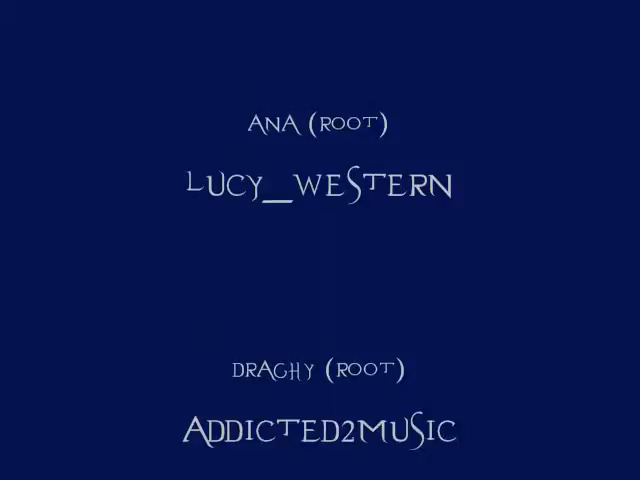 ANA (ROOT)
LUCY_WESTERN
DRAGHY (ROOT)
ADDICTED2MUSIC